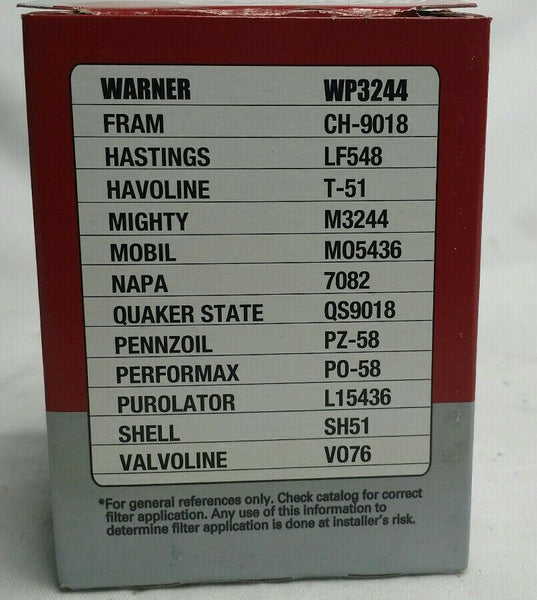 WARNER WP3244
FRAM CH-9018
HASTINGS LF548
HAVOLINE T-51
MIGHTY M3244
MOBIL MO5436
NAPA 7082
QUAKER STATE QS9018
PENNZOIL PZ-58
PERFORMAX PO-58
PUROLATOR L15436
SHELL SH51
VALVOLINE VO76
*For general references only. Check catalog for correct
filter application. Any use of this information to
determine filter application is done at installer's risk.